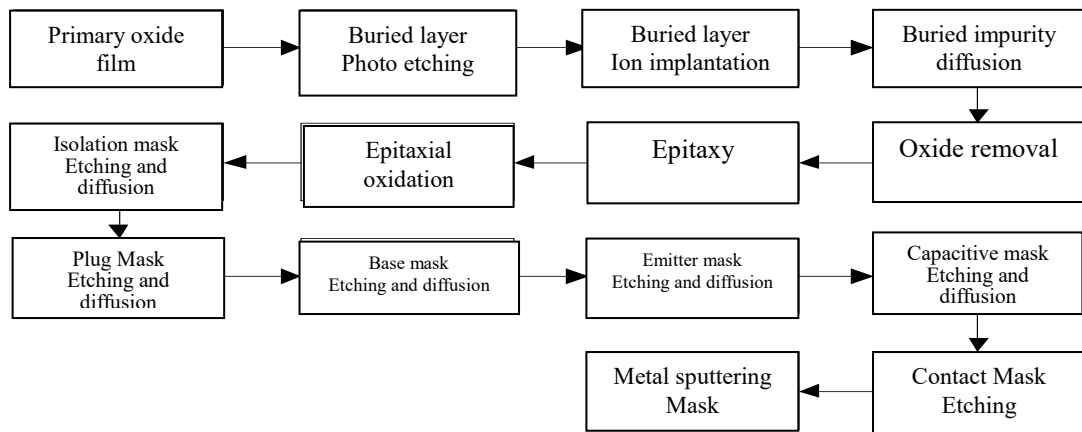 Primary oxide
film
Buried layer
Photo etching
Buried layer
Ion implantation
Buried impurity
diffusion
Isolation mask
Etching and
diffusion
Epitaxial
oxidation
Epitaxy
Oxide removal
Plug Mask
Etching and
diffusion
Base mask
Etching and diffusion
Emitter mask
Etching and diffusion
Capacitive mask
Etching and
diffusion
Metal sputtering
Mask
Contact Mask
Etching